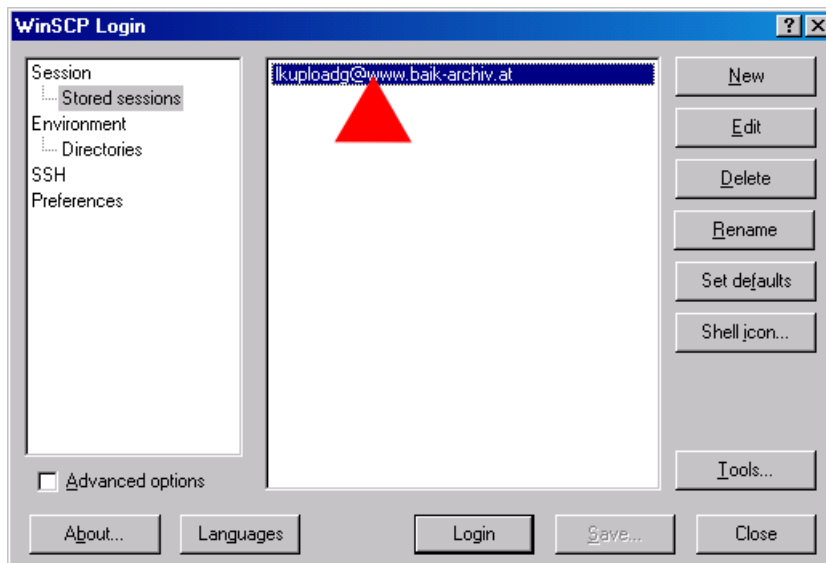 WinSCP Login
Session
Stored sessions
Environment
Directories
SSH
Preferences
Advanced options
lkuploadg@www.baik-archiv.at
New
Edit
Delete
Rename
Set defaults
Shell icon...
Tools...
About...
Languages
Login
Save...
Close